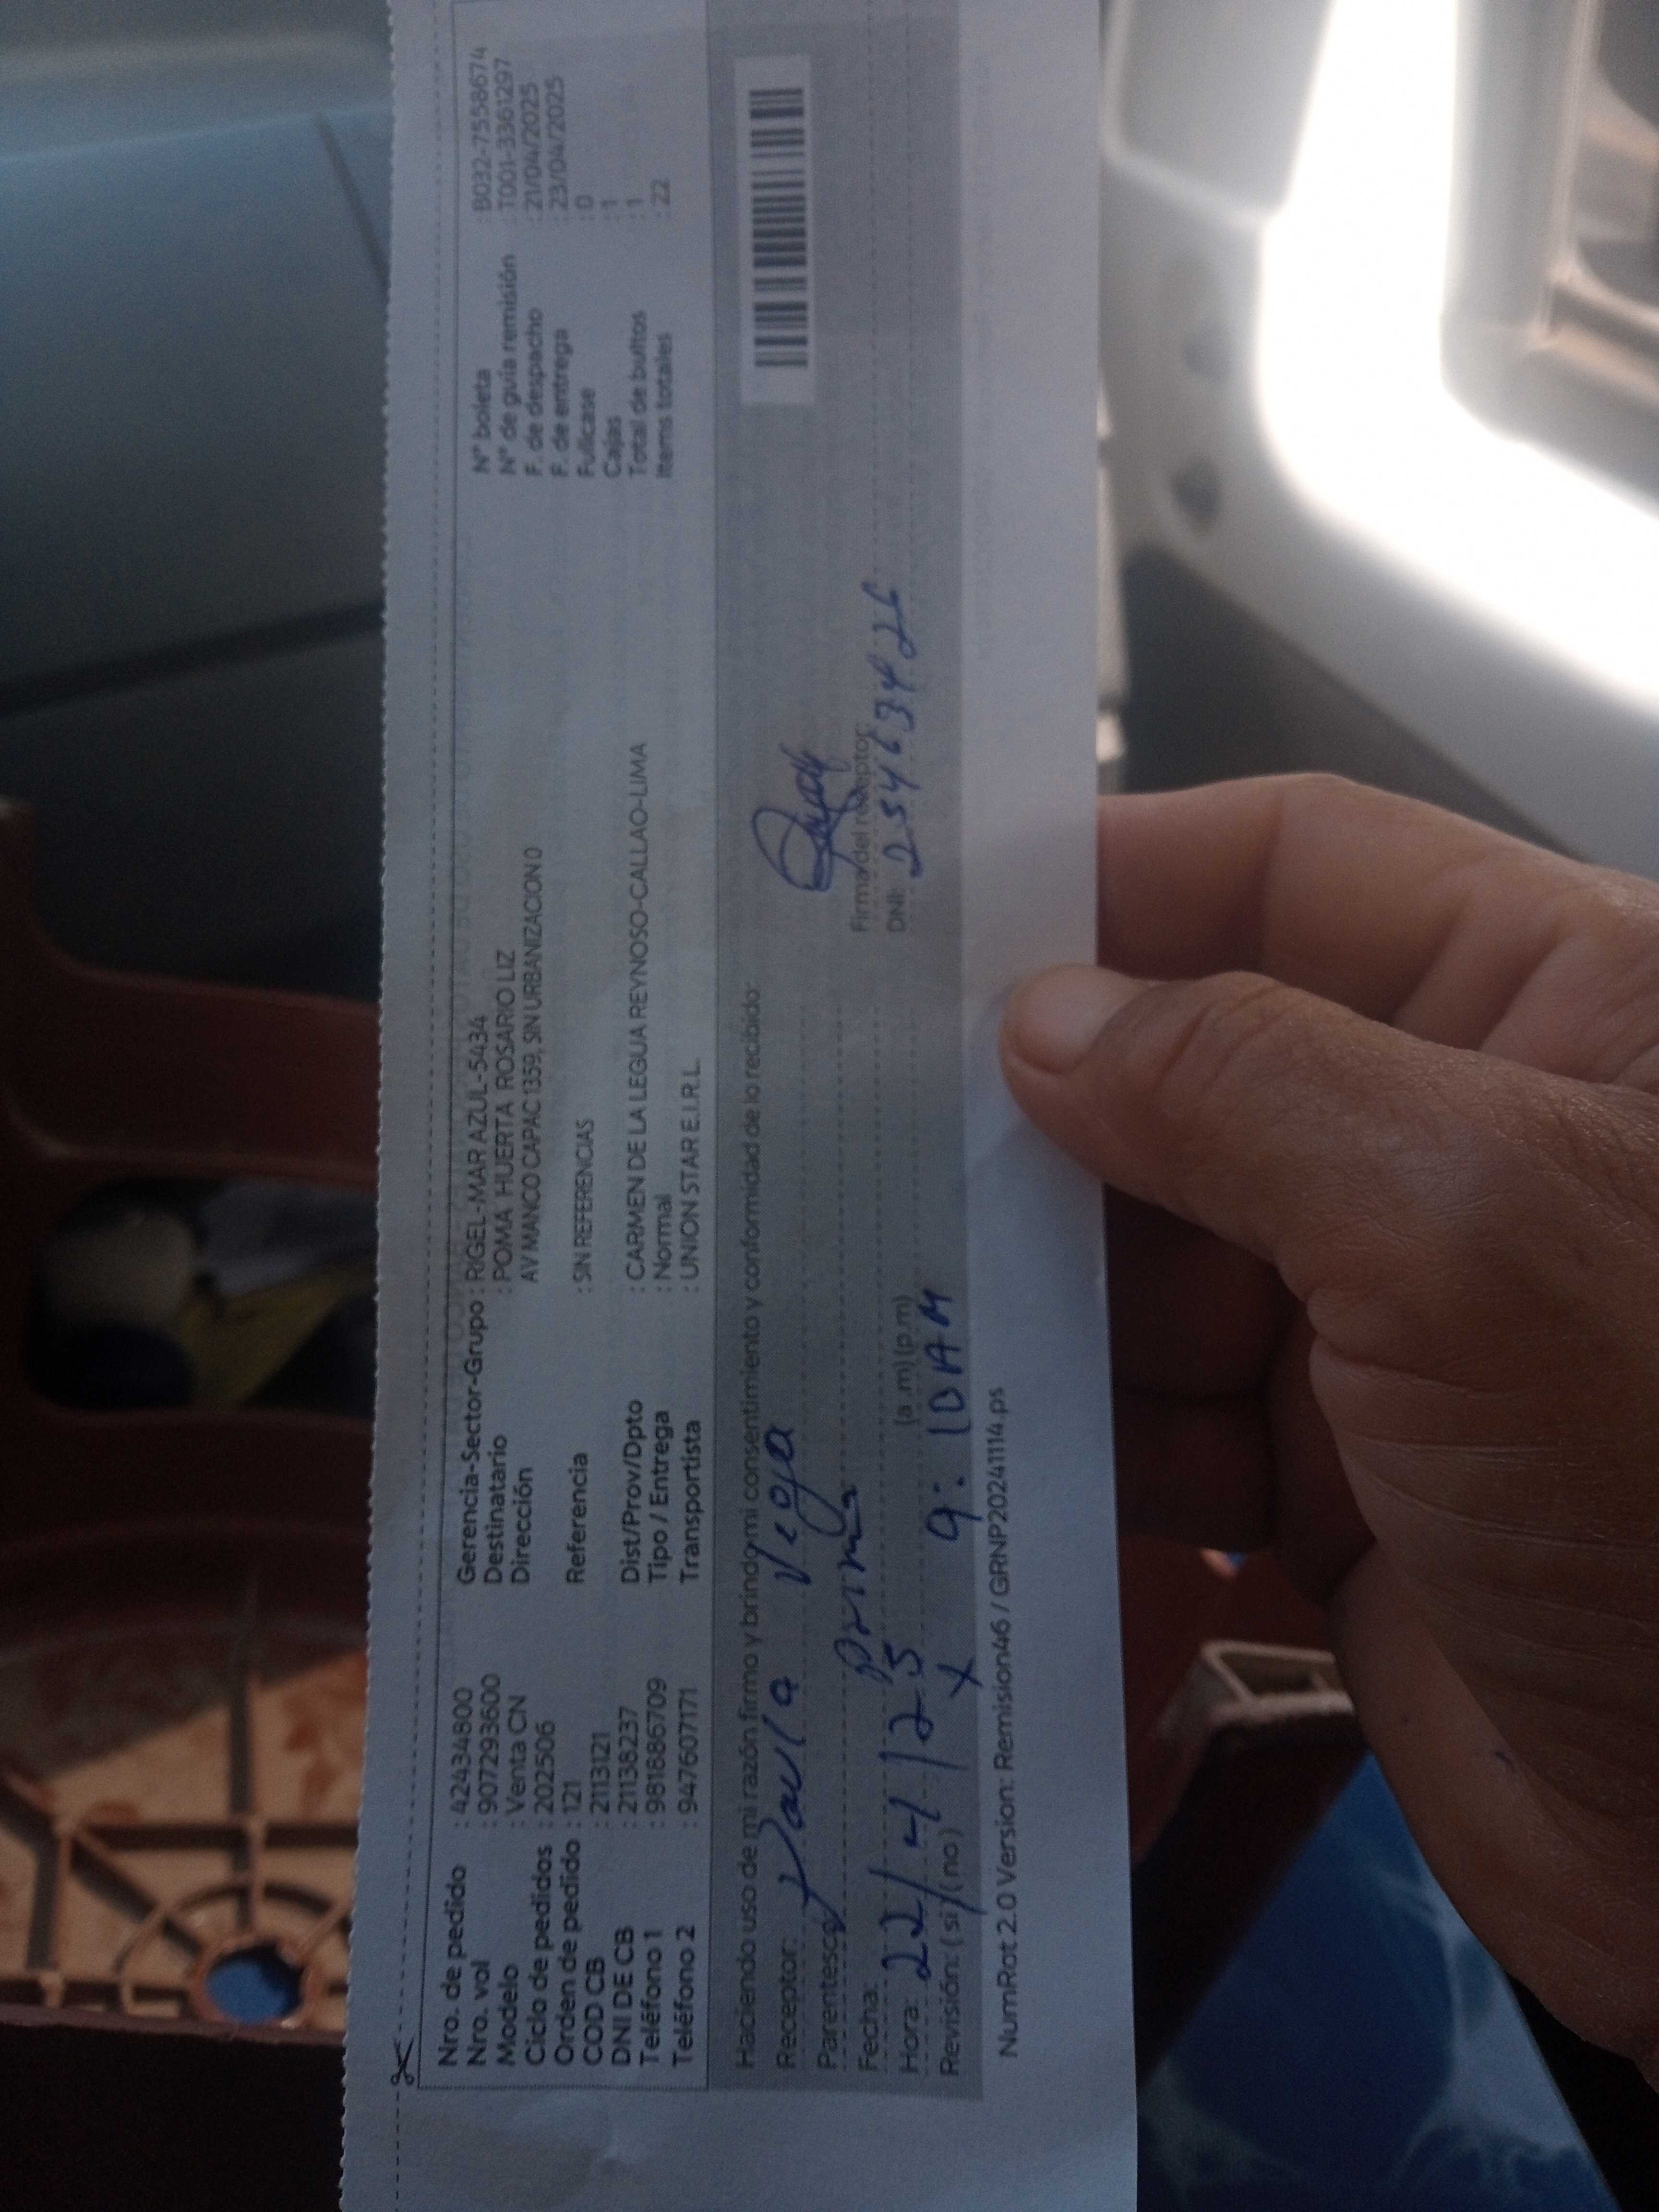 Nro. de pedido : 42434800
Nro. vol : 907293600
Modelo : Venta CN
Ciclo de pedidos : 202506
Orden de pedido : 121
COD CB : 2113121
DNI DE CB : 21138237
Teléfono 1 : 981886709
Teléfono 2 : 947607171
Gerencia-Sector-Grupo : RIGEL-MAR AZUL-5434
Destinatario : POMA HUERTA ROSARIO LIZ
Dirección AV MANCO CAPAC 1359, SIN URBANIZACION 0
Referencia : SIN REFERENCIAS
Dist/Prov/Dpto : CARMEN DE LA LEGUA REYNOSO-CALLAO-LIMA
Tipo / Entrega : Normal
Transportista : UNION STAR E.I.R.L.
N° boleta B032-75558674
N° de guía remisión : T001-33661297
F. de despacho : 21/04/2025
F. de entrega : 23/04/2025
Fullcase : 0
Cajas : 1
Total de bultos : 1
Items totales : 22
Haciendo uso de mi razón firmo y brindo mi consentimiento y conformidad de lo recibido:
Receptor: Paula Vega
Parentesco Prima
Fecha: 22/4/25
Hora: 9:10 AM (a.m) (p.m)
Revisión: (si) (no) X
Firma del receptor:
DNI: 25463426
NumRot 2.0 Version: Remision46 / GRNP20241114.ps